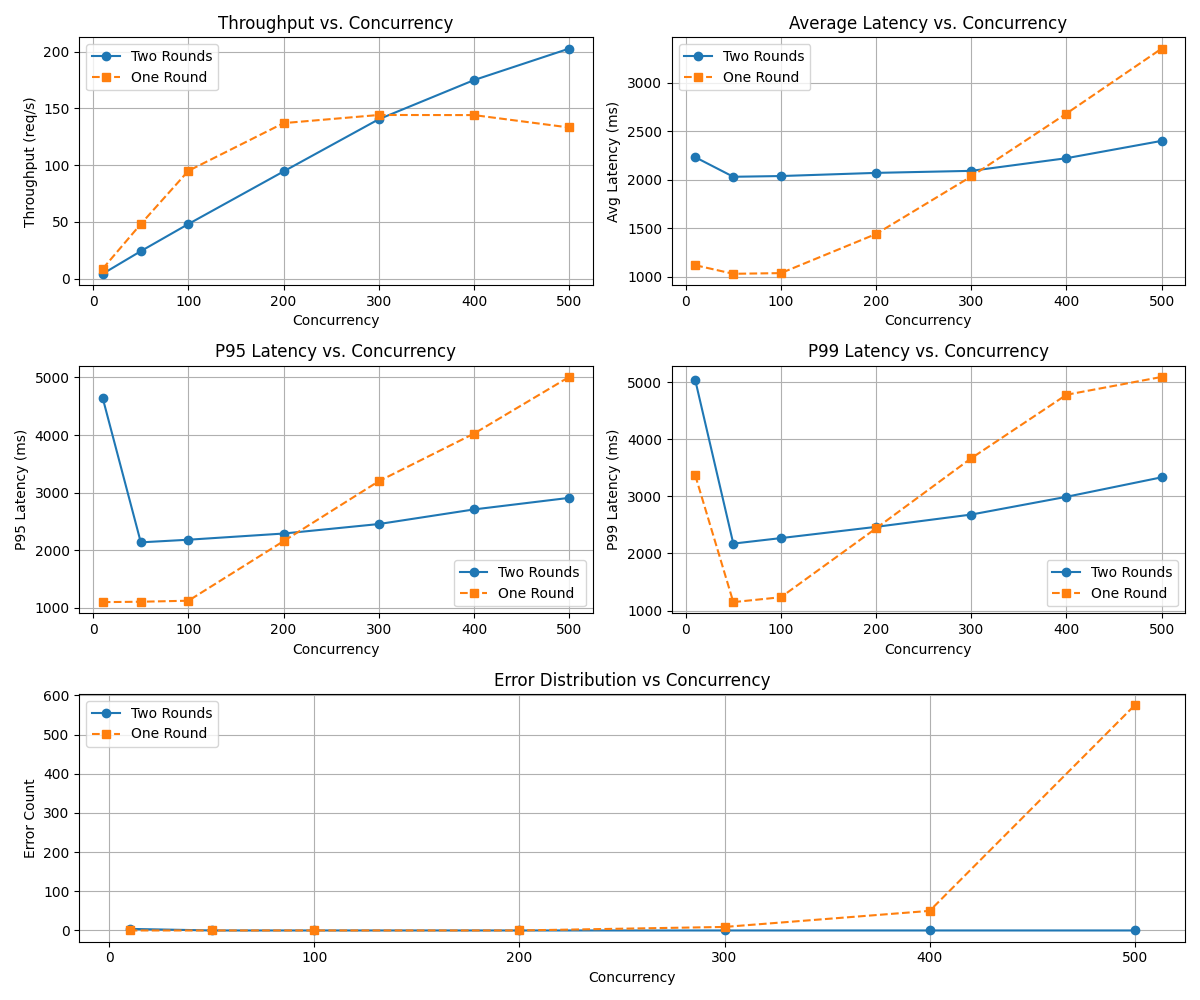 Throughput vs. Concurrency
Throughput (req/s)
200
150
100
50
0
Two Rounds
One Round
0 100 200 300 400 500
Concurrency
Average Latency vs. Concurrency
Avg Latency (ms)
3000
2500
2000
1500
1000
Two Rounds
One Round
0 100 200 300 400 500
Concurrency
P95 Latency vs. Concurrency
P95 Latency (ms)
5000
4000
3000
2000
1000
Two Rounds
One Round
0 100 200 300 400 500
Concurrency
P99 Latency vs. Concurrency
P99 Latency (ms)
5000
4000
3000
2000
1000
Two Rounds
One Round
0 100 200 300 400 500
Concurrency
Error Distribution vs Concurrency
Error Count
600
500
400
300
200
100
0
Two Rounds
One Round
0 100 200 300 400 500
Concurrency